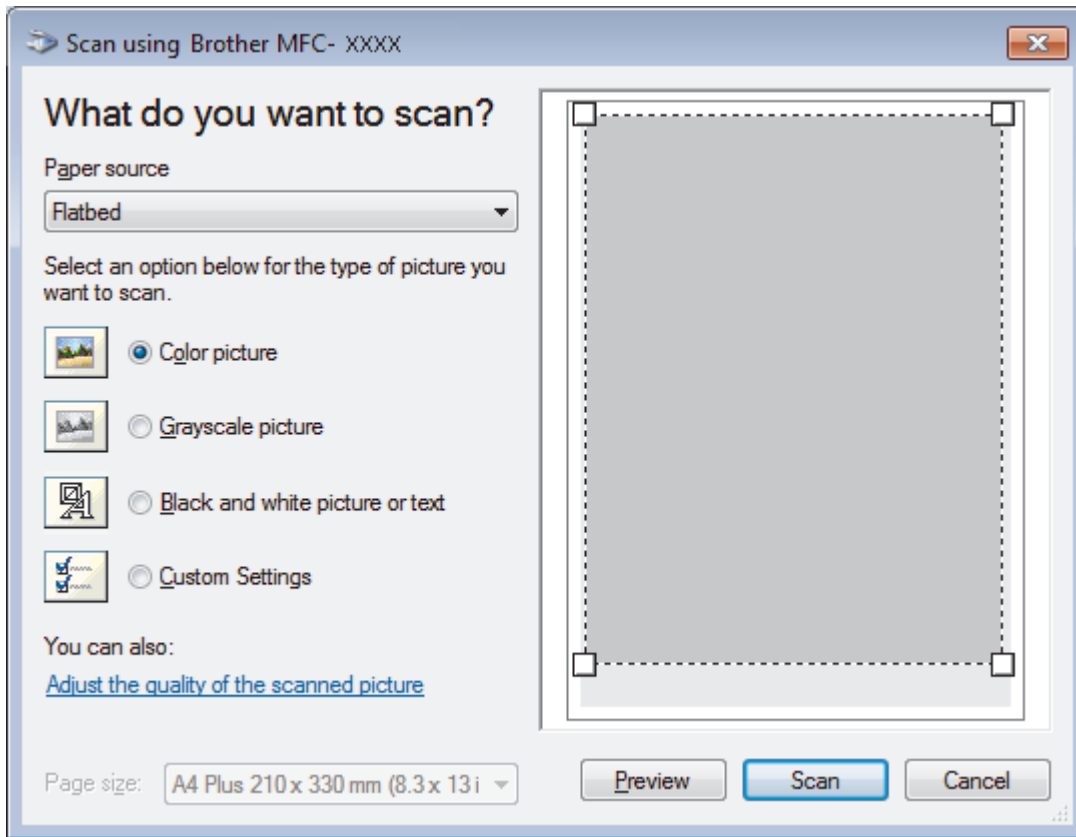 Scan using Brother MFC- XXXX
What do you want to scan?
Paper source
Flatbed
Select an option below for the type of picture you
want to scan.
Color picture
Grayscale picture
Black and white picture or text
Custom Settings
You can also:
Adjust the quality of the scanned picture
Page size:
A4 Plus 210 x 330 mm (8.3 x 13 i
Preview
Scan
Cancel